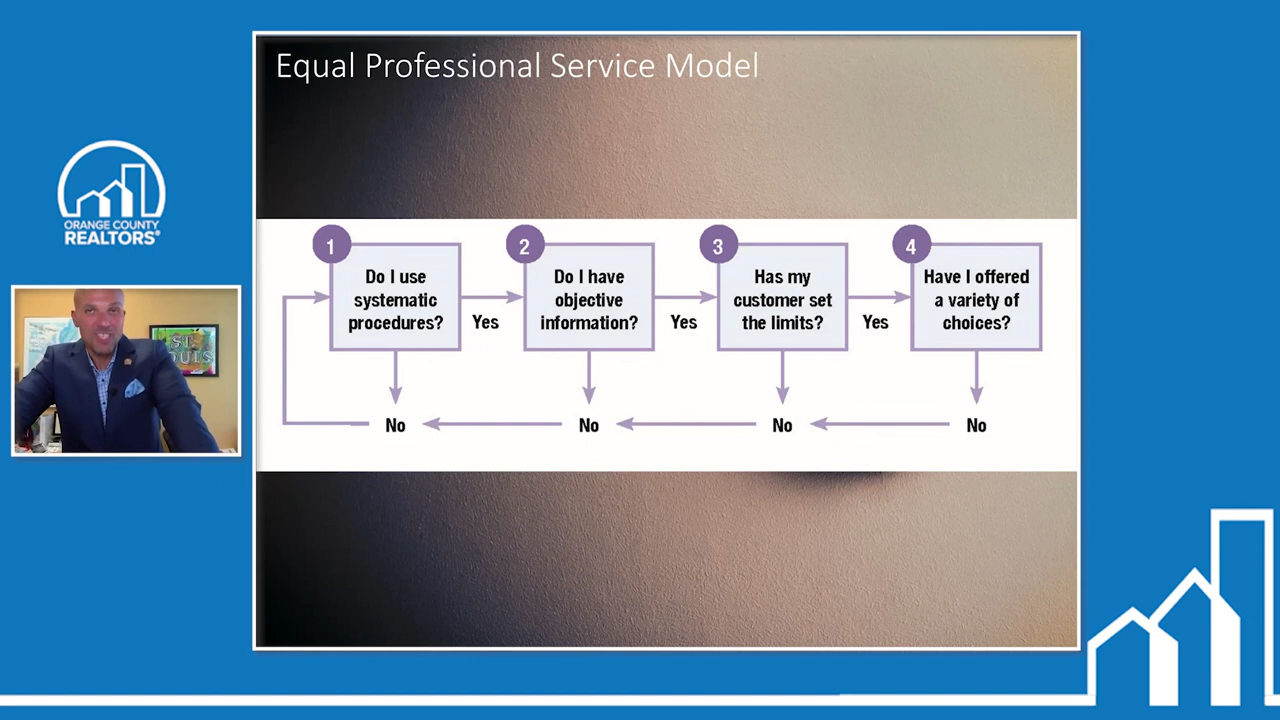 Equal Professional Service Model
ORANGE COUNTY
REALTORS®
1
Do I use
systematic
procedures?
Yes
2
Do I have
objective
information?
Yes
3
Has my
customer set
the limits?
Yes
4
Have I offered
a variety of
choices?
No
No
No
No